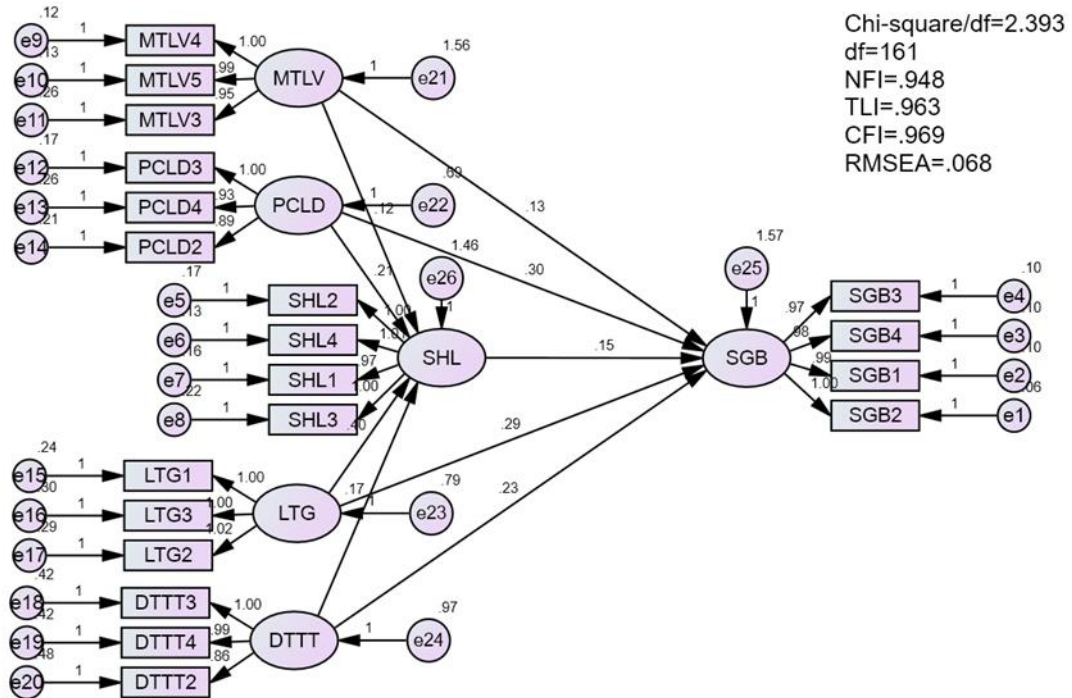 Chi-square/df=2.393
df=161
NFI=.948
TLI=.963
CFI=.969
RMSEA=.068
.12
e9 1 MTLV4 1.00
.13
e10 1 MTLV5 .99
.26
e11 1 MTLV3 .95
MTLV 1 e21 1.56
.17
e12 1 PCLD3 1.00
.26
e13 1 PCLD4 .93
.21
e14 1 PCLD2 .89
PCLD 1 e22 .69
.12
.13
.21
.30
1.46
e26 1
.17
e5 1 SHL2 1.00
.13
e6 1 SHL4
.16
e7 1 SHL1 .97
.22
e8 1 SHL3 1.00
SHL
.15
1.57
e25
1
SGB
.97 SGB3 1 e4 .10
.98 SGB4 1 e3 .10
.99 SGB1 1 e2 .10
1.00 SGB2 1 e1 .06
.40
.29
.17
.23
.24
e15 1 LTG1 1.00
.30
e16 1 LTG3 1.00
.29
e17 1 LTG2 1.02
LTG 1 e23 .79
.42
e18 1 DTTT3 1.00
.42
e19 1 DTTT4 .99
.48
e20 1 DTTT2 .86
DTTT 1 e24 .97